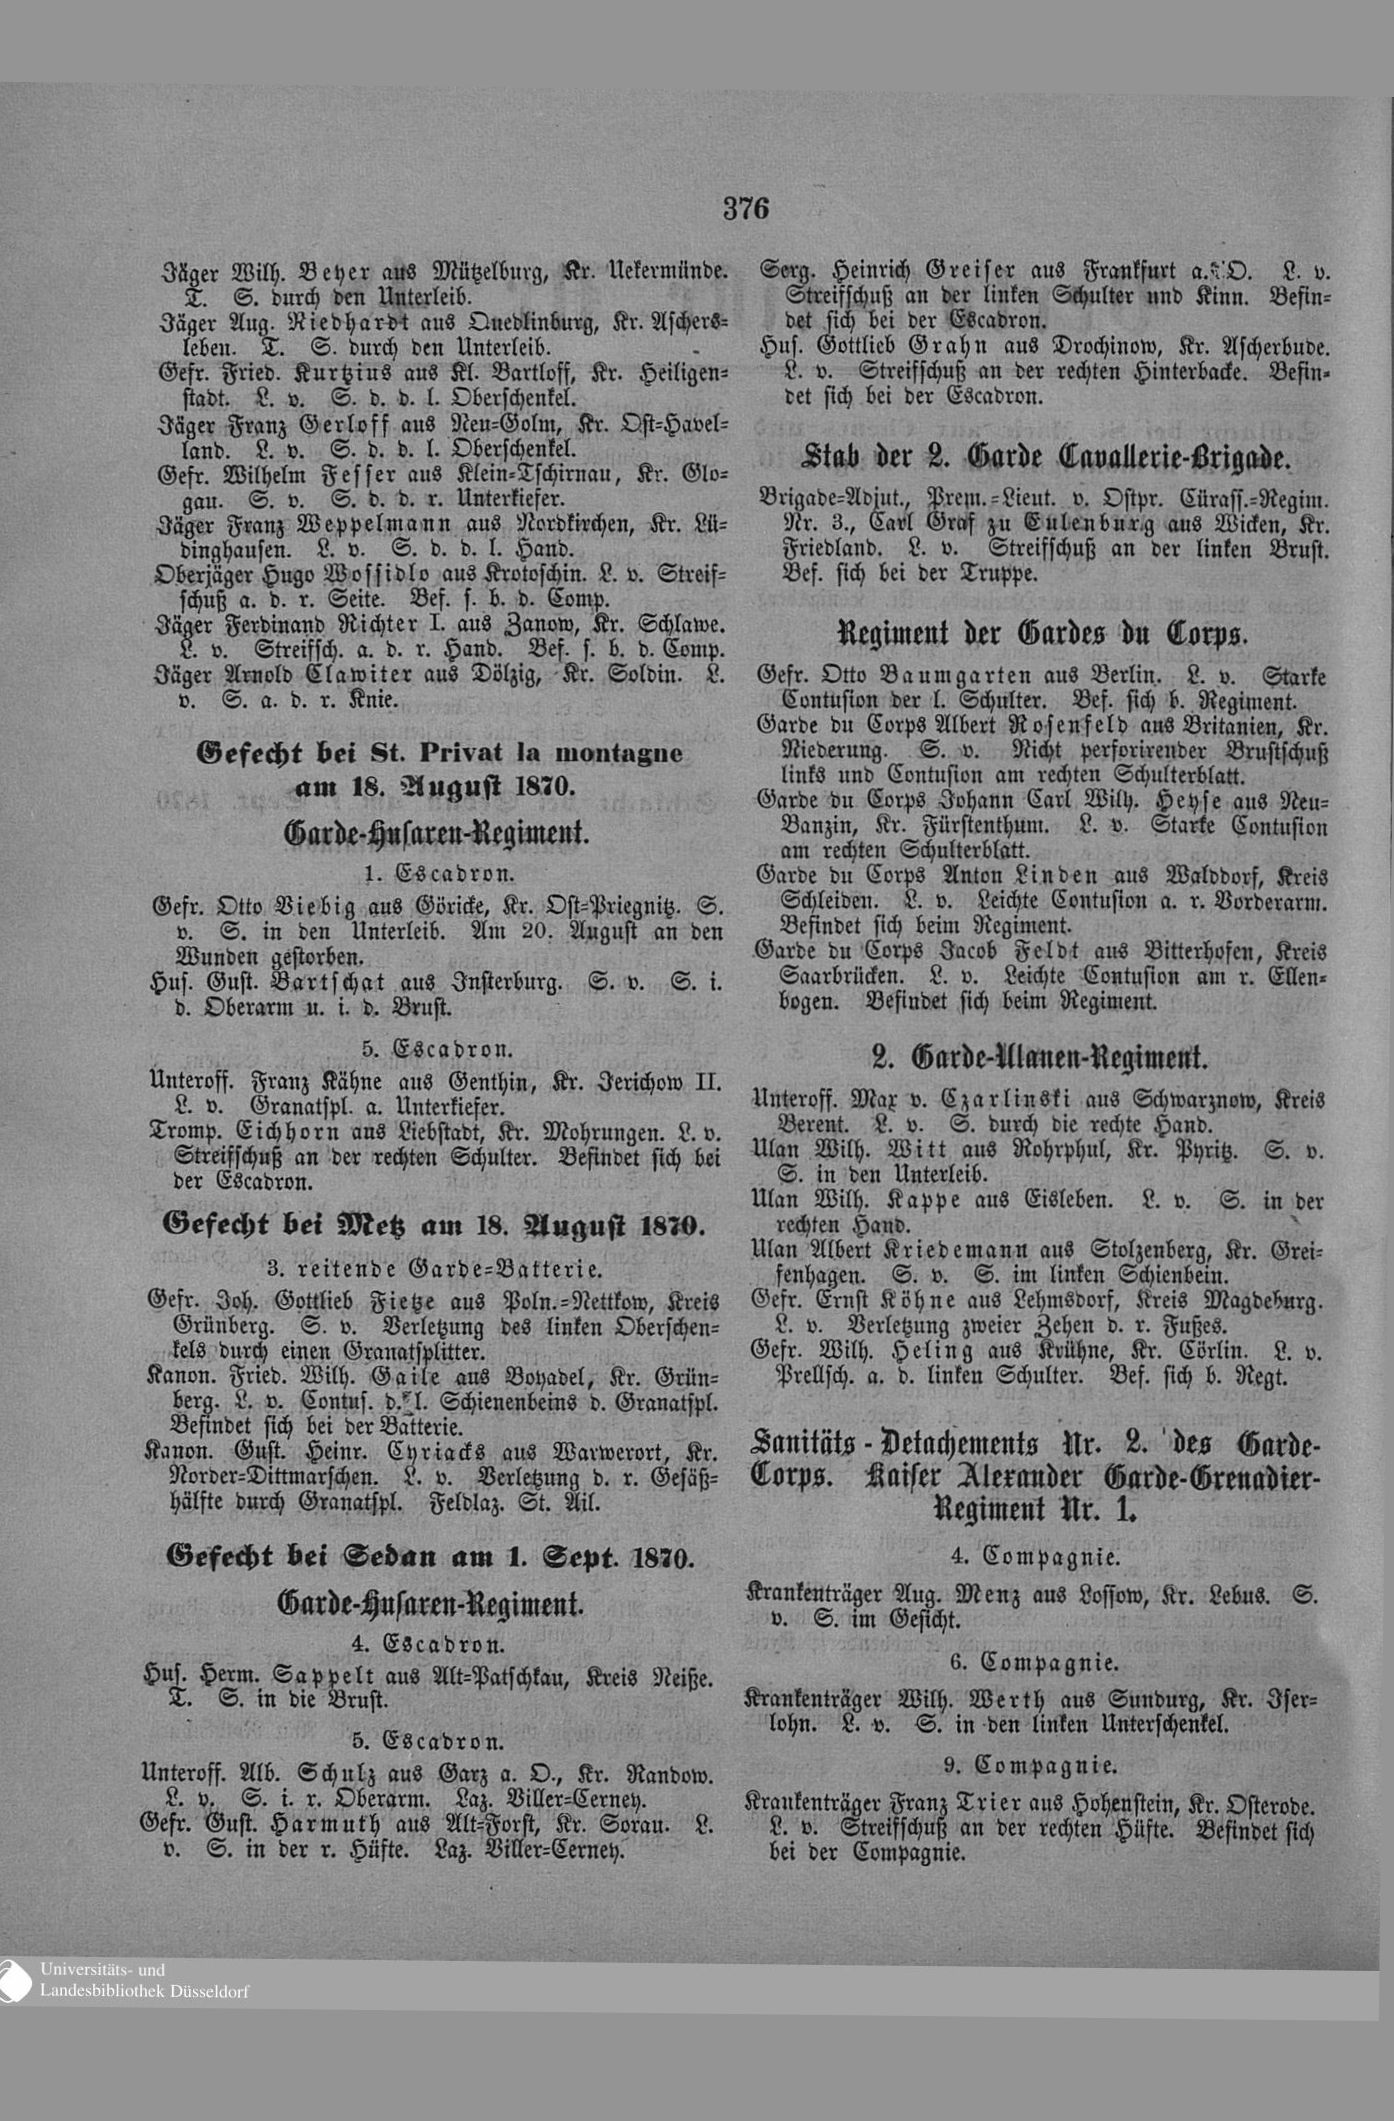 376
Jäger Wilh. Beyer aus Mützelburg, Kr. Uekermünde.
T. S. durch den Unterleib.
Jäger Aug. Riedhardt aus Quedlinburg, Kr. Aschers-
leben. T. S. durch den Unterleib.
Gefr. Fried. Kurtzius aus Kl. Bartloff, Kr. Heiligen-
stadt. L. v. S. d. d. l. Oberschenkel.
Jäger Franz Gerloff aus Neu-Golm, Kr. Ost-Havel-
land. L. v. S. d. d. l. Oberschenkel.
Gefr. Wilhelm Fesser aus Klein-Tschirnau, Kr. Glo-
gau. S. v. S. d. d. r. Unterkiefer.
Jäger Franz Weppelmann aus Nordkirchen, Kr. Lü-
dinghausen. L. v. S. d. d. l. Hand.
Oberjäger Hugo Wossidlo aus Krotoschin. L. v. Streif-
schuß a. d. r. Seite. Bef. s. b. d. Comp.
Jäger Ferdinand Richter I. aus Zanow, Kr. Schlawe.
L. v. Streifsch. a. d. r. Hand. Bef. s. b. d. Comp.
Jäger Arnold Clawiter aus Dölzig, Kr. Soldin. L.
v. S. a. d. r. Knie.
Gefecht bei St. Privat la montagne
am 18. August 1870.
Garde-Husaren-Regiment.
1. Escadron.
Gefr. Otto Viebig aus Göricke, Kr. Ost-Priegnitz. S.
v. S. in den Unterleib. Am 20. August an den
Wunden gestorben.
Hus. Gust. Bartschat aus Insterburg. S. v. S. i.
d. Oberarm u. i. d. Brust.
5. Escadron.
Unteroff. Franz Kähne aus Genthin, Kr. Jerichow II.
L. v. Granatspl. a. Unterkiefer.
Tromp. Eichhorn aus Liebstadt, Kr. Mohrungen. L. v.
Streifschuß an der rechten Schulter. Befindet sich bei
der Escadron.
Gefecht bei Metz am 18. August 1870.
3. reitende Garde-Batterie.
Gefr. Joh. Gottlieb Fietze aus Poln.-Nettkow, Kreis
Grünberg. S. v. Verletzung des linken Oberschen-
kels durch einen Granatsplitter.
Kanon. Fried. Wilh. Gaile aus Boyadel, Kr. Grün-
berg. L. v. Contus. d. l. Schienenbeins d. Granatspl.
Befindet sich bei der Batterie.
Kanon. Gust. Heinr. Cyriacks aus Warwerort, Kr.
Norder-Dittmarschen. L. v. Verletzung d. r. Gesäß-
hälfte durch Granatspl. Feldlaz. St. Ail.
Gefecht bei Sedan am 1. Sept. 1870.
Garde-Husaren-Regiment.
4. Escadron.
Hus. Herm. Sappelt aus Alt-Patschkau, Kreis Neiße.
T. S. in die Brust.
5. Escadron.
Unteroff. Alb. Schulz aus Garz a. O., Kr. Randow.
L. v. S. i. r. Oberarm. Laz. Viller-Cerney.
Gefr. Gust. Harmuth aus Alt-Forst, Kr. Sorau. L.
v. S. in der r. Hüfte. Laz. Viller-Cerney.
Serg. Heinrich Greiser aus Frankfurt a. O. L. v.
Streifschuß an der linken Schulter und Kinn. Befin-
det sich bei der Escadron.
Hus. Gottlieb Grahn aus Drochinow, Kr. Ascherbude.
L. v. Streifschuß an der rechten Hinterbacke. Befin-
det sich bei der Escadron.
Stab der 2. Garde Cavallerie-Brigade.
Brigade-Adjut., Prem.-Lieut. v. Ostpr. Cürass.-Regim.
Nr. 3., Carl Graf zu Eulenburg aus Wicken, Kr.
Friedland. L. v. Streifschuß an der linken Brust.
Bef. sich bei der Truppe.
Regiment der Gardes du Corps.
Gefr. Otto Baumgarten aus Berlin. L. v. Starke
Contusion der l. Schulter. Bef. sich b. Regiment.
Garde du Corps Albert Rosenfeld aus Britanien, Kr.
Niederung. S. v. Nicht perforirender Brustschuß
links und Contusion am rechten Schulterblatt.
Garde du Corps Johann Carl Wilh. Heyse aus Neu-
Banzin, Kr. Fürstenthum. L. v. Starke Contusion
am rechten Schulterblatt.
Garde du Corps Anton Linden aus Walddorf, Kreis
Schleiden. L. v. Leichte Contusion a. r. Vorderarm.
Befindet sich beim Regiment.
Garde du Corps Jacob Feldt aus Bitterhofen, Kreis
Saarbrücken. L. v. Leichte Contusion am r. Ellen-
bogen. Befindet sich beim Regiment.
2. Garde-Ulanen-Regiment.
Unteroff. Max v. Czarlinski aus Schwarznow, Kreis
Berent. L. v. S. durch die rechte Hand.
Ulan Wilh. Witt aus Rohrphul, Kr. Pyritz. S. v.
S. in den Unterleib.
Ulan Wilh. Kappe aus Eisleben. L. v. S. in der
rechten Hand.
Ulan Albert Kriedemann aus Stolzenberg, Kr. Grei-
fenhagen. S. v. S. im linken Schienbein.
Gefr. Ernst Köhne aus Lehmsdorf, Kreis Magdeburg.
L. v. Verletzung zweier Zehen d. r. Fußes.
Gefr. Wilh. Heling aus Krühne, Kr. Cörlin. L. v.
Prellsch. a. d. linken Schulter. Bef. sich b. Regt.
Sanitäts-Detachements Nr. 2. des Garde-
Corps. Kaiser Alexander Garde-Grenadier-
Regiment Nr. 1.
4. Compagnie.
Krankenträger Aug. Menz aus Lossow, Kr. Lebus. S.
v. S. im Gesicht.
6. Compagnie.
Krankenträger Wilh. Werth aus Sundurg, Kr. Iser-
lohn. L. v. S. in den linken Unterschenkel.
9. Compagnie.
Krankenträger Franz Trier aus Hohenstein, Kr. Osterode.
L. v. Streifschuß an der rechten Hüfte. Befindet sich
bei der Compagnie.
Universitäts- und
Landesbibliothek Düsseldorf